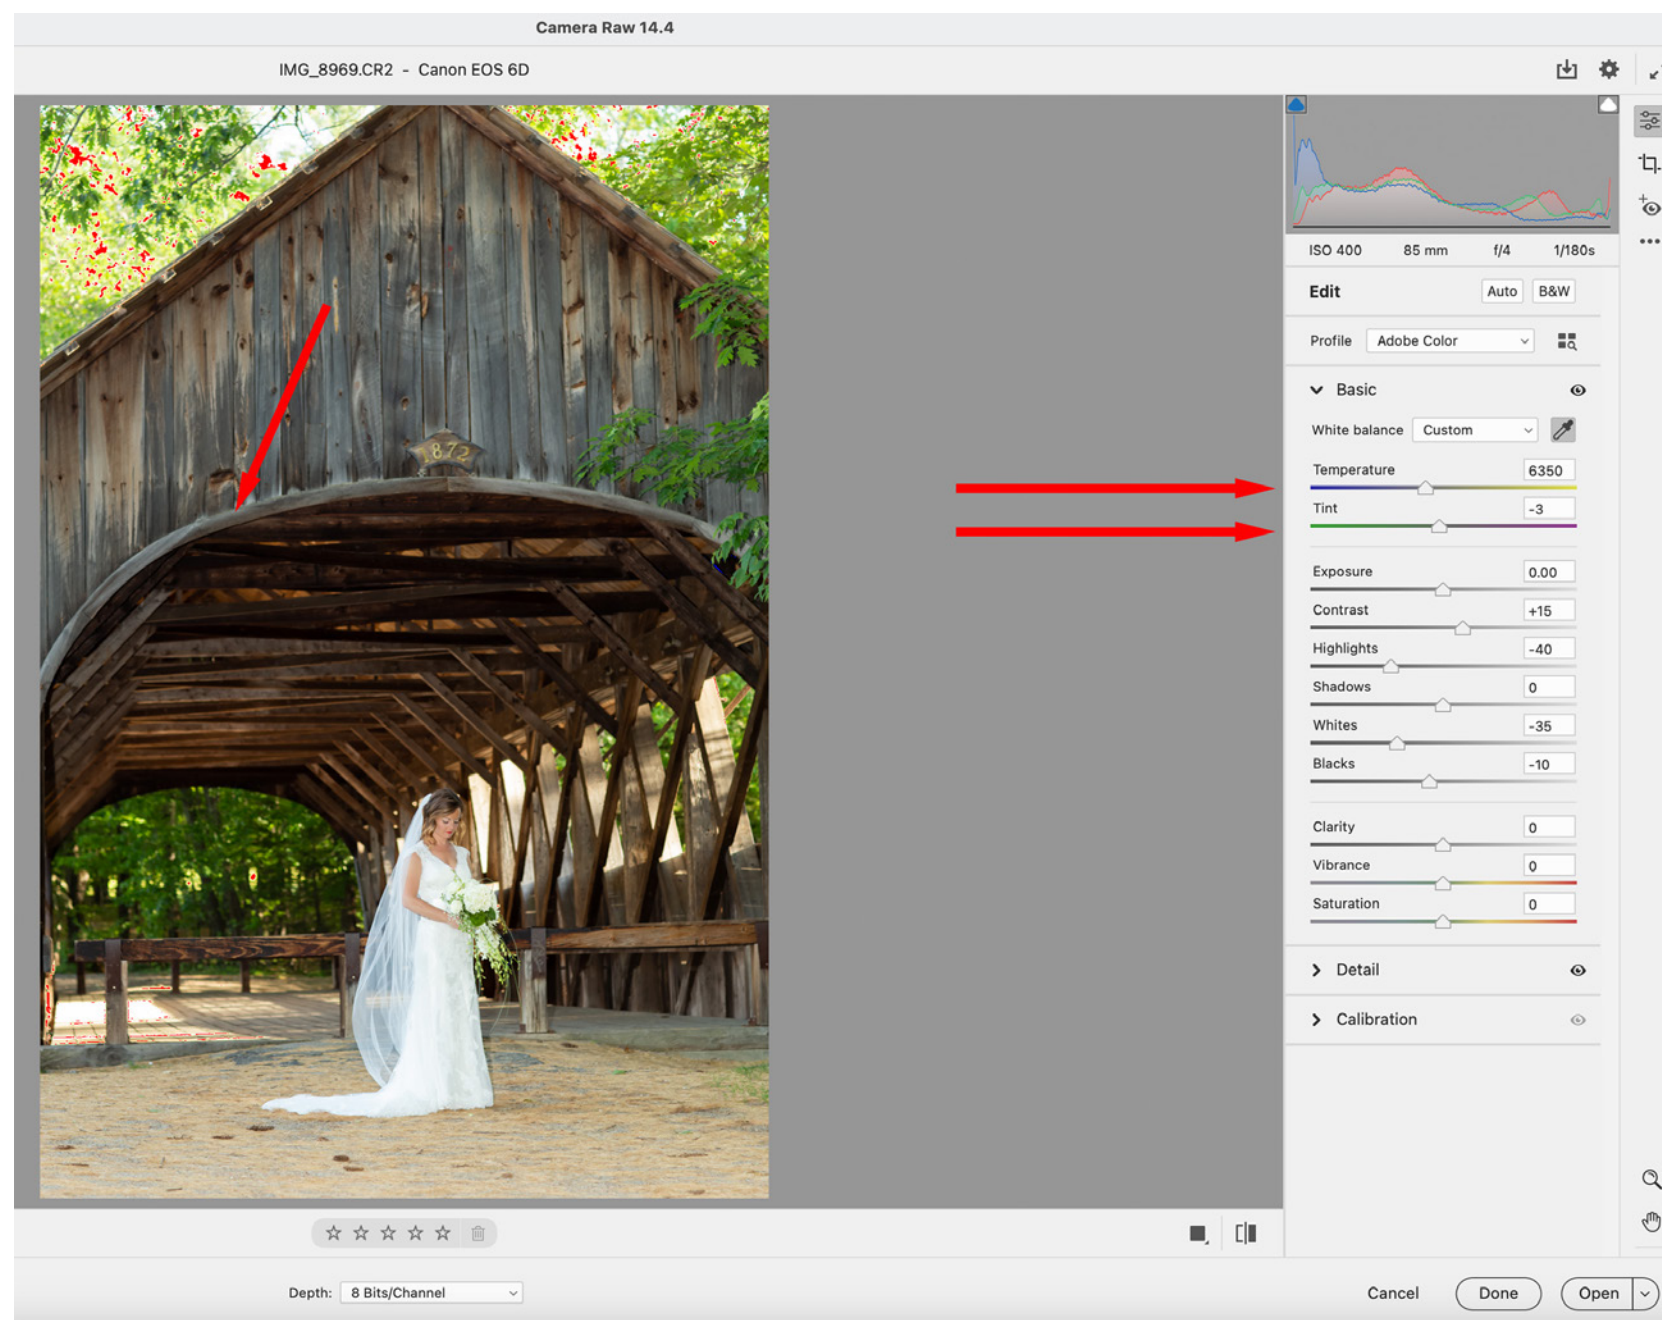 Camera Raw 14.4
IMG_8969.CR2 - Canon EOS 6D
ISO 400 85 mm f/4 1/180s
Edit Auto B&W
Profile Adobe Color
Basic
White balance Custom
Temperature 6350
Tint -3
Exposure 0.00
Contrast +15
Highlights -40
Shadows 0
Whites -35
Blacks -10
Clarity 0
Vibrance 0
Saturation 0
Detail
Calibration
1872
Depth: 8 Bits/Channel
Cancel Done Open